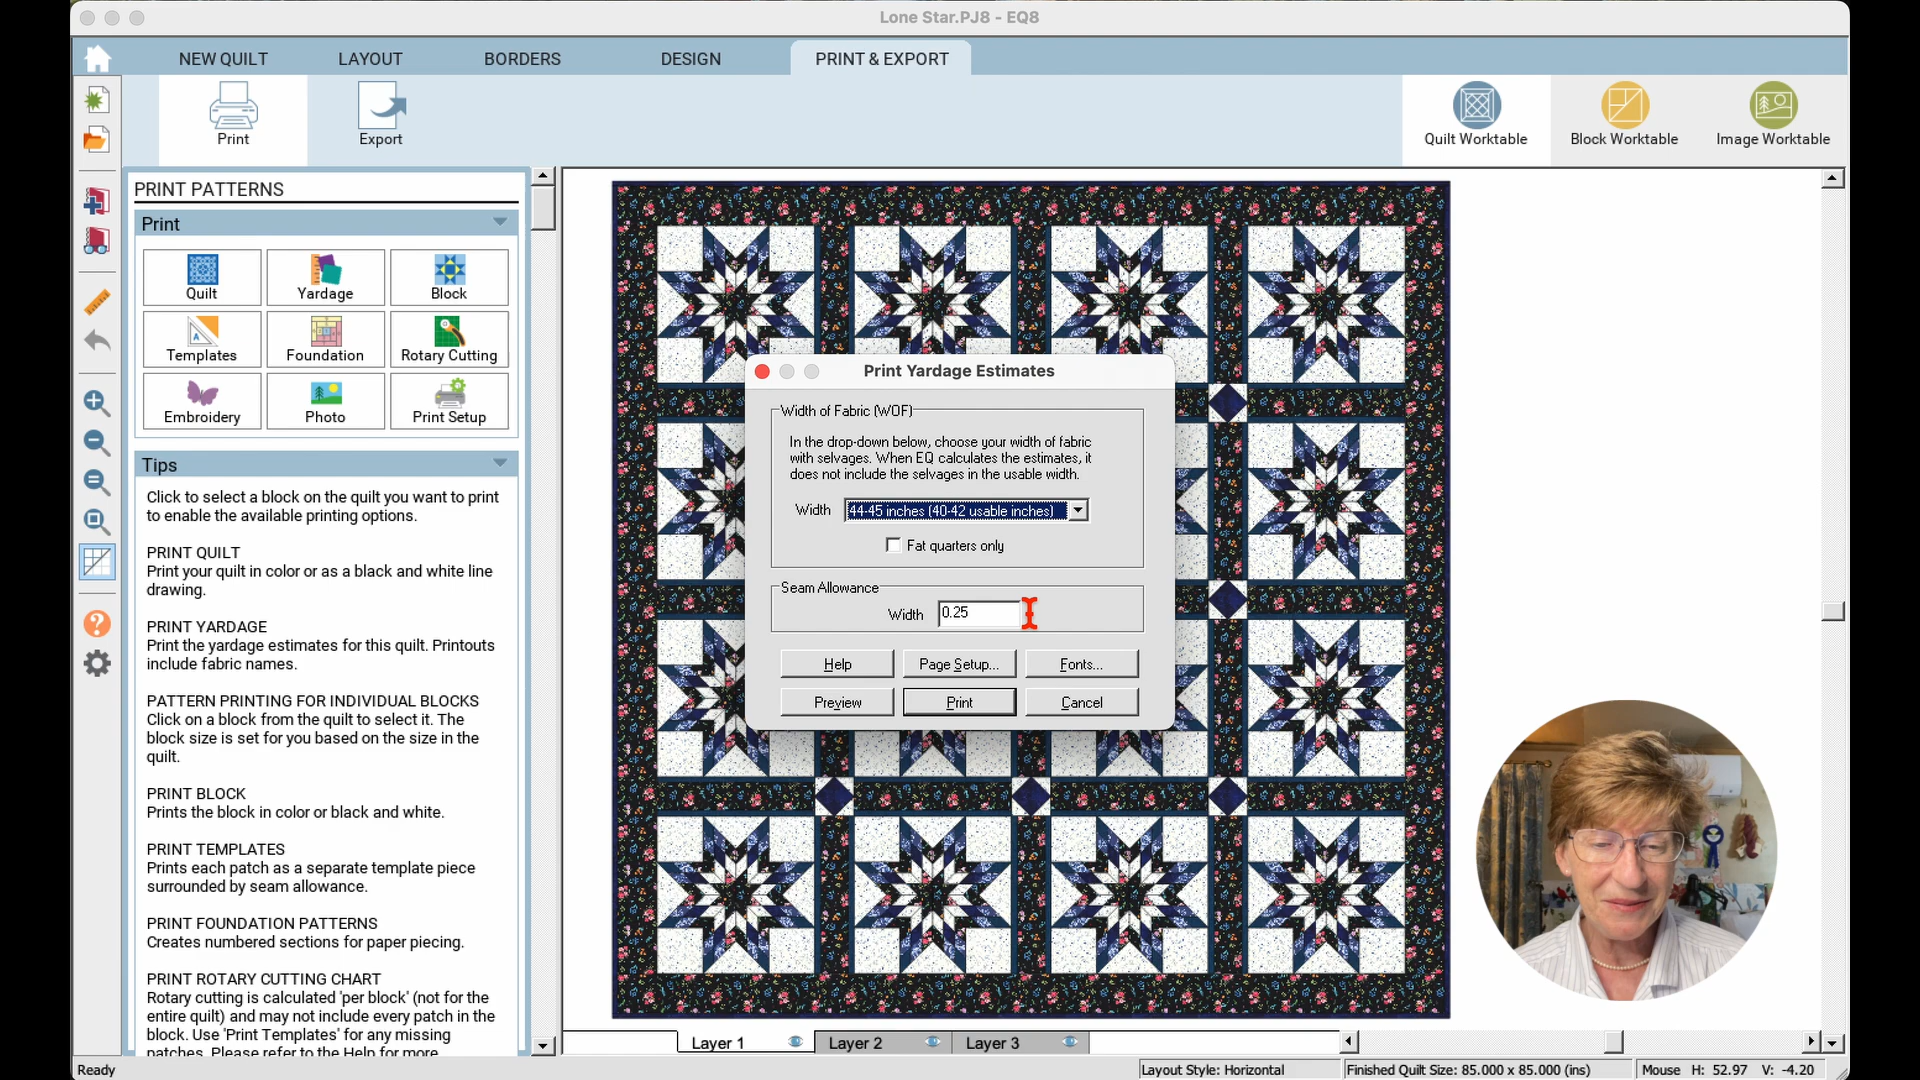 Lone Star.PJ8 - EQ8
NEW QUILT
LAYOUT
BORDERS
DESIGN
PRINT & EXPORT
Print
Export
Quilt Worktable
Block Worktable
Image Worktable
PRINT PATTERNS
Print
Quilt
Yardage
Block
Templates
Foundation
Rotary Cutting
Embroidery
Photo
Print Setup
Tips
Click to select a block on the quilt you want to print
to enable the available printing options.
PRINT QUILT
Print your quilt in color or as a black and white line
drawing.
PRINT YARDAGE
Print the yardage estimates for this quilt. Printouts
include fabric names.
PATTERN PRINTING FOR INDIVIDUAL BLOCKS
Click on a block from the quilt to select it. The
block size is set for you based on the size in the
quilt.
PRINT BLOCK
Prints the block in color or black and white.
PRINT TEMPLATES
Prints each patch as a separate template piece
surrounded by seam allowance.
PRINT FOUNDATION PATTERNS
Creates numbered sections for paper piecing.
PRINT ROTARY CUTTING CHART
Rotary cutting is calculated 'per block' (not for the
entire quilt) and may not include every patch in the
block. Use 'Print Templates' for any missing
patches. Please refer to the Help for more
Print Yardage Estimates
Width of Fabric (WOF)
In the drop-down below, choose your width of fabric
with selvages. When EQ calculates the estimates, it
does not include the selvages in the usable width.
Width
44-45 inches (40-42 usable inches)
Fat quarters only
Seam Allowance
Width
0.25
Help
Page Setup...
Fonts...
Preview
Print
Cancel
Layer 1
Layer 2
Layer 3
Ready
Layout Style: Horizontal
Finished Quilt Size: 85.000 x 85.000 (ins)
Mouse H: 52.97 V: -4.20